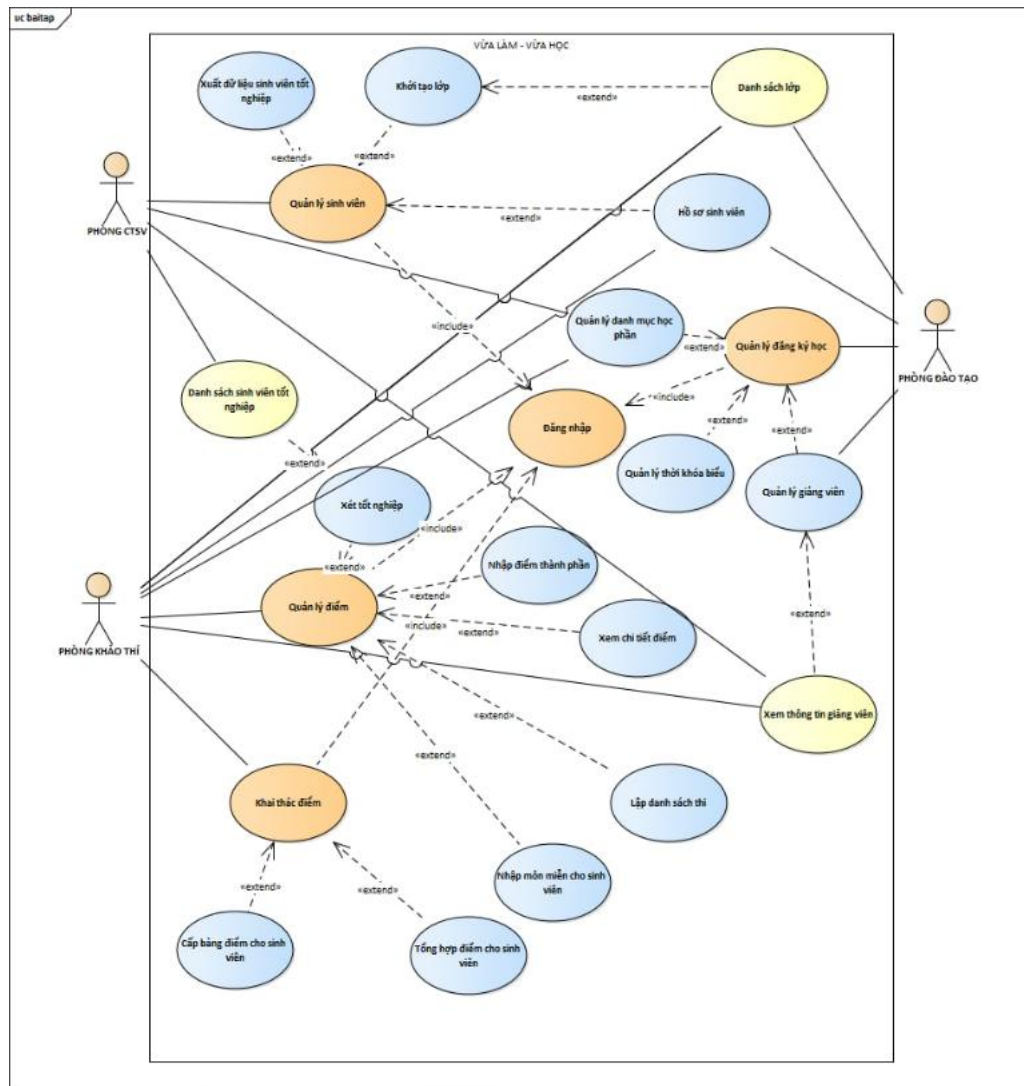 uc baitap
VỪA LÀM - VỪA HỌC
Xuất dữ liệu sinh viên tốt
nghiệp
Khởi tạo lớp
Danh sách lớp
«extend»
«extend»
«extend»
PHÒNG CTSV
Quản lý sinh viên
Hồ sơ sinh viên
«extend»
«include»
Quản lý danh mục học
phần
«extend»
Quản lý đăng ký học
PHÒNG ĐÀO TẠO
Danh sách sinh viên tốt
nghiệp
«include»
Đăng nhập
«extend»
«extend»
«extend»
Quản lý thời khóa biểu
Quản lý giảng viên
Xét tốt nghiệp
«include»
«extend»
Nhập điểm thành phần
Quản lý điểm
«extend»
«include»
«extend»
Xem chi tiết điểm
«extend»
PHÒNG KHẢO THÍ
Xem thông tin giảng viên
«extend»
«extend»
Khai thác điểm
Lập danh sách thi
«extend»
«extend»
Nhập môn miễn cho sinh
viên
Cấp bảng điểm cho sinh
viên
Tổng hợp điểm cho sinh
viên